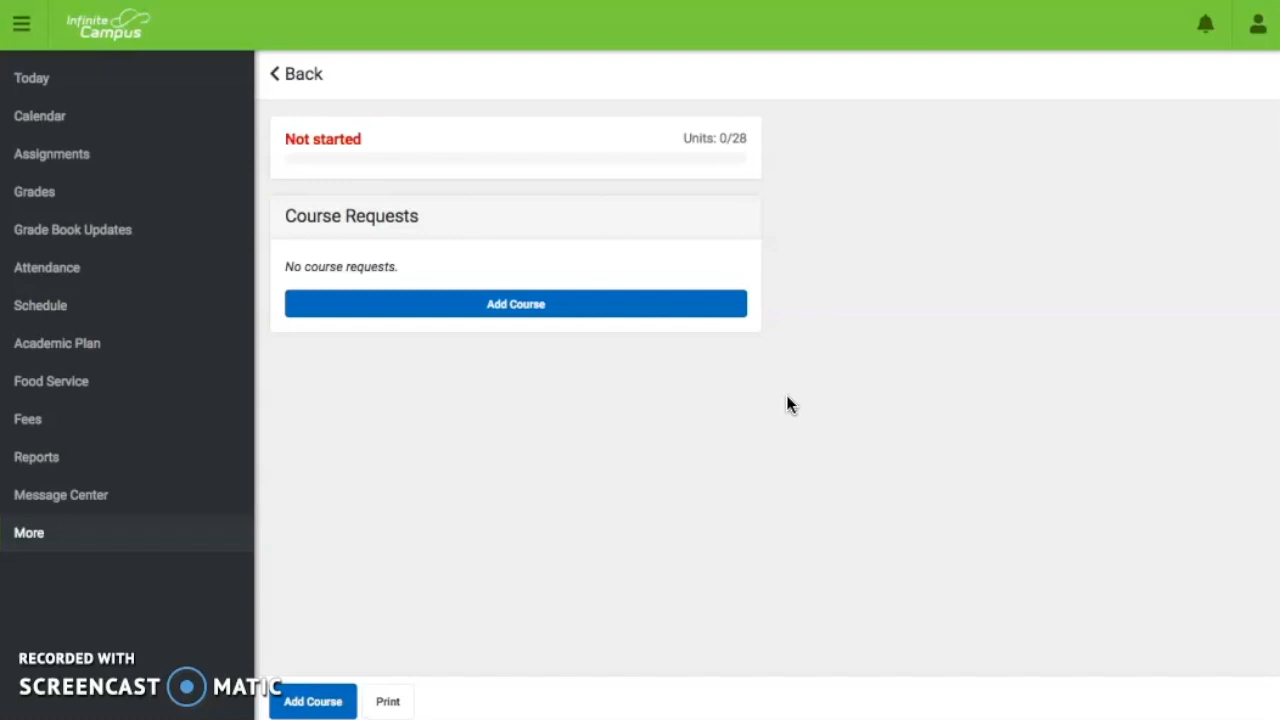 Infinite
Campus
Today
Calendar
Assignments
Grades
Grade Book Updates
Attendance
Schedule
Academic Plan
Food Service
Fees
Reports
Message Center
More
Back
Not started
Units: 0/28
Course Requests
No course requests.
Add Course
RECORDED WITH
SCREENCAST MATIC
Add Course
Print